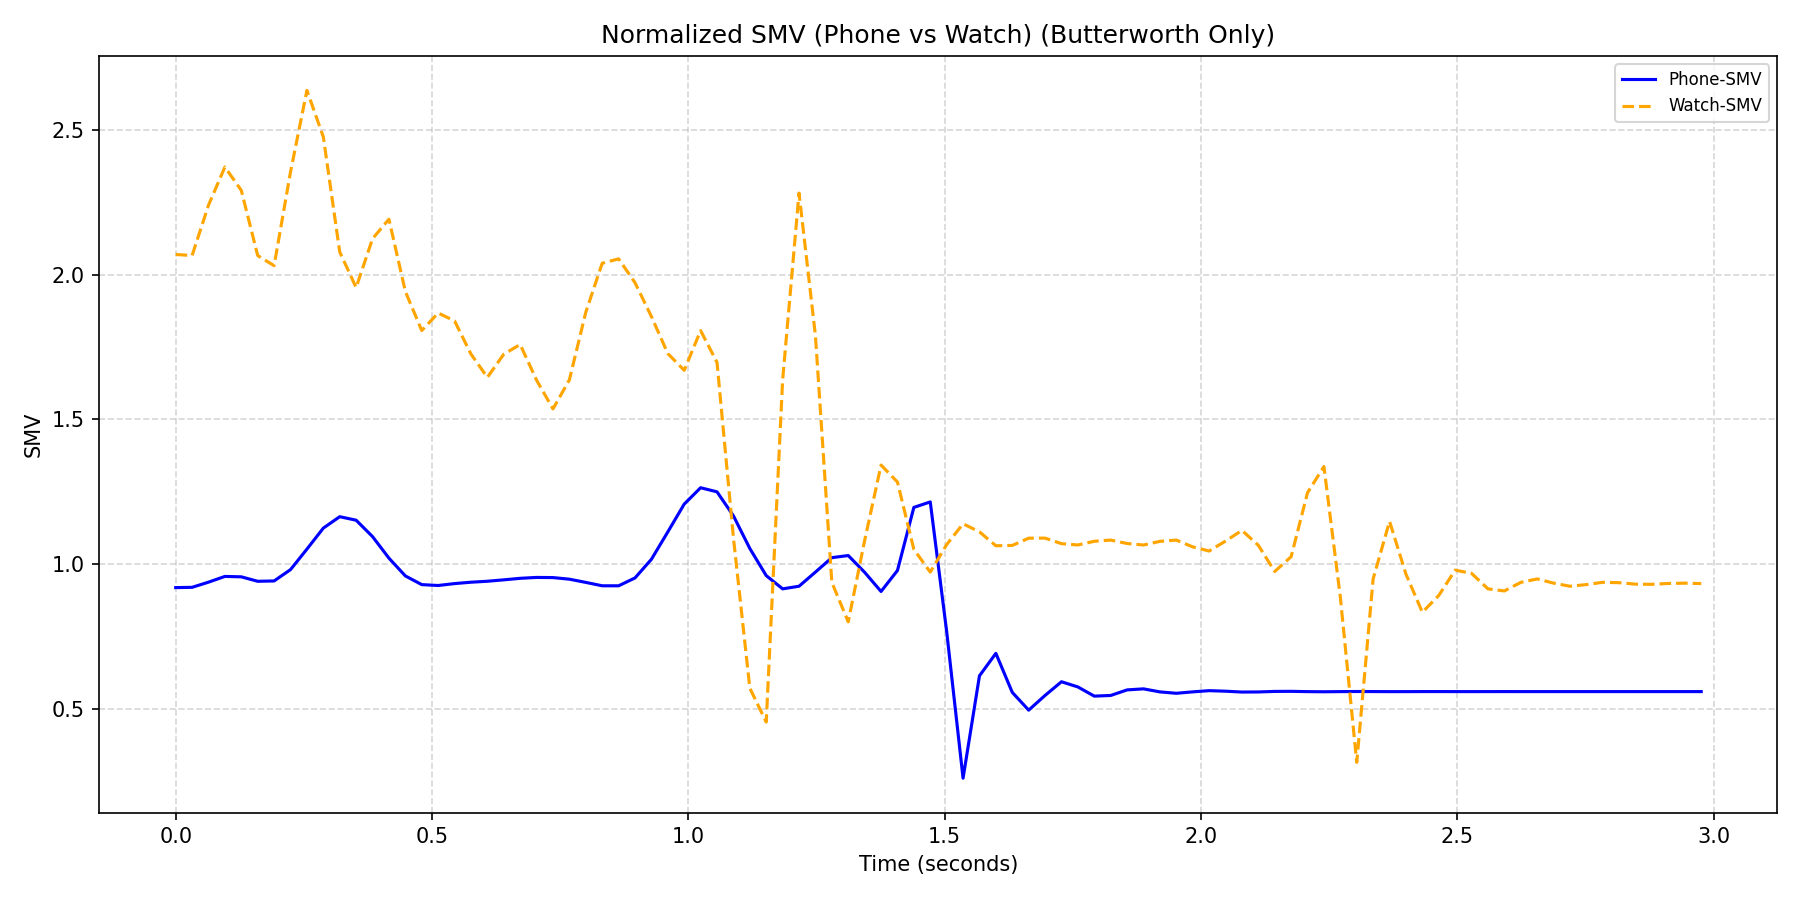 Normalized SMV (Phone vs Watch) (Butterworth Only)
Phone-SMV
Watch-SMV
SMV
2.5
2.0
1.5
1.0
0.5
0.0 0.5 1.0 1.5 2.0 2.5 3.0
Time (seconds)